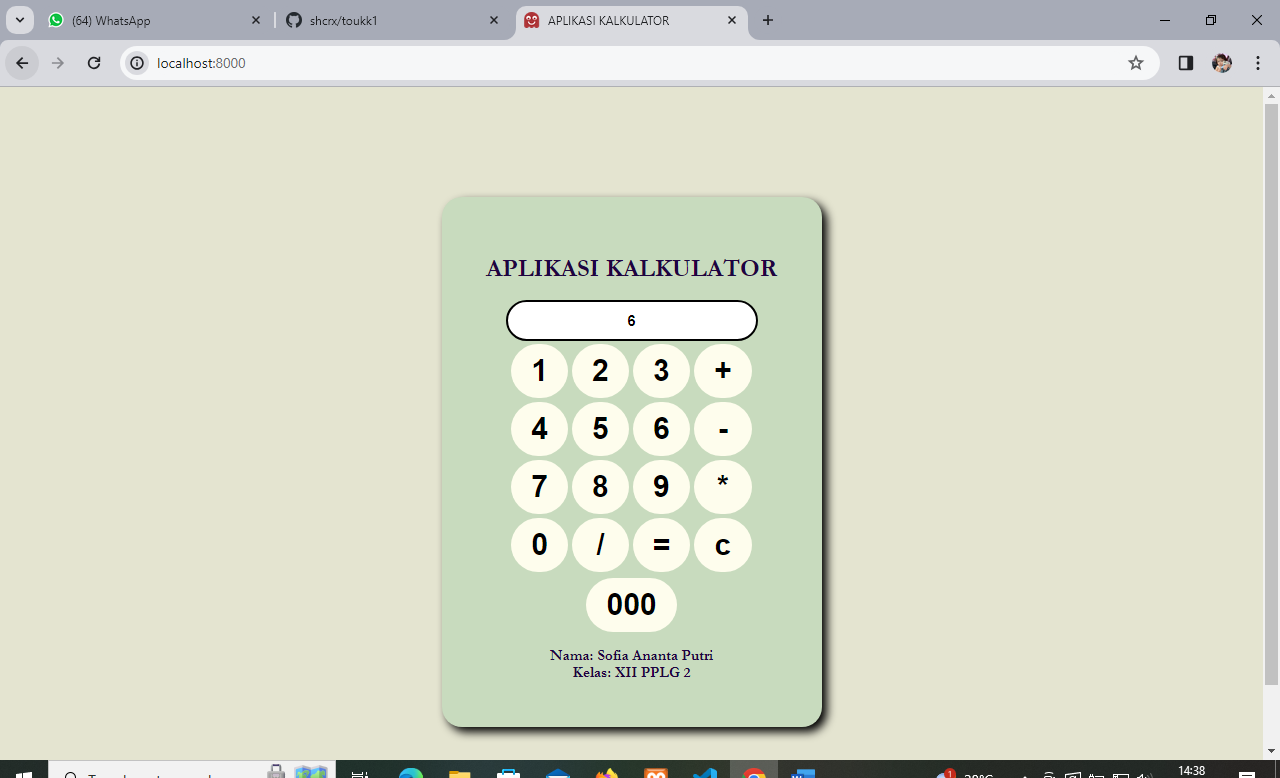 (64) WhatsApp
shcrx/toukk1
APLIKASI KALKULATOR
localhost:8000
APLIKASI KALKULATOR
6
1 2 3 +
4 5 6 -
7 8 9 *
0 / = c
000
Nama: Sofia Ananta Putri
Kelas: XII PPLG 2
14:38